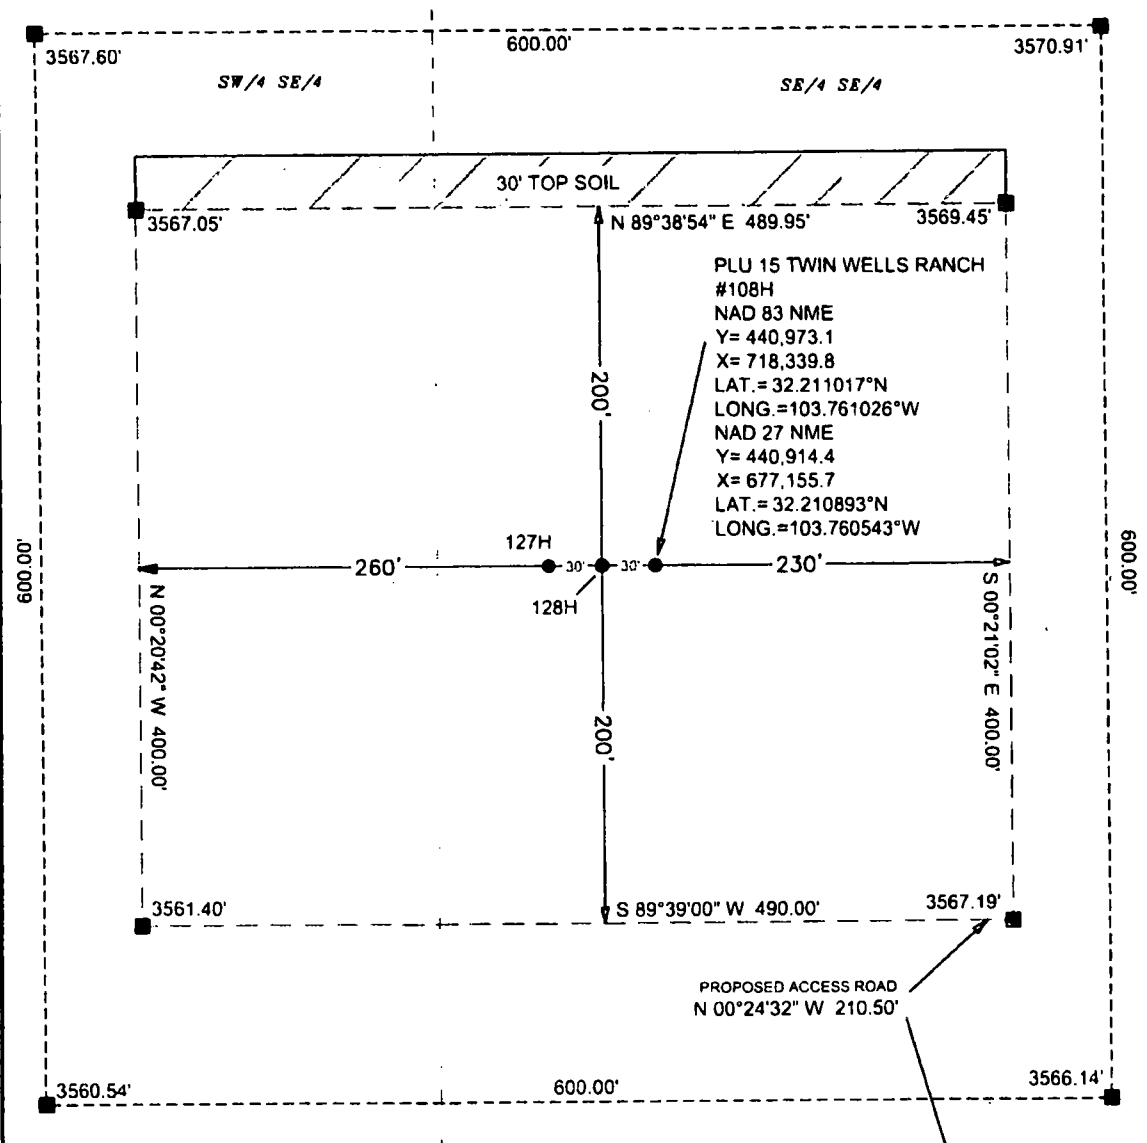 600.00'
3567.60'
3570.91'
SW/4 SE/4
SE/4 SE/4
30' TOP SOIL
3567.05'
N 89°38'54" E 489.95'
3569.45'
PLU 15 TWIN WELLS RANCH
#108H
NAD 83 NME
Y= 440,973.1
X= 718,339.8
LAT.= 32.211017°N
LONG.=103.761026°W
NAD 27 NME
Y= 440,914.4
X= 677,155.7
LAT.= 32.210893°N
LONG.=103.760543°W
200'
127H
260'
30'
30'
230'
128H
600.00'
600.00'
N 00°20'42" W 400.00'
S 00°21'02" E 400.00'
200'
3561.40'
S 89°39'00" W 490.00'
3567.19'
PROPOSED ACCESS ROAD
N 00°24'32" W 210.50'
3560.54'
600.00'
3566.14'